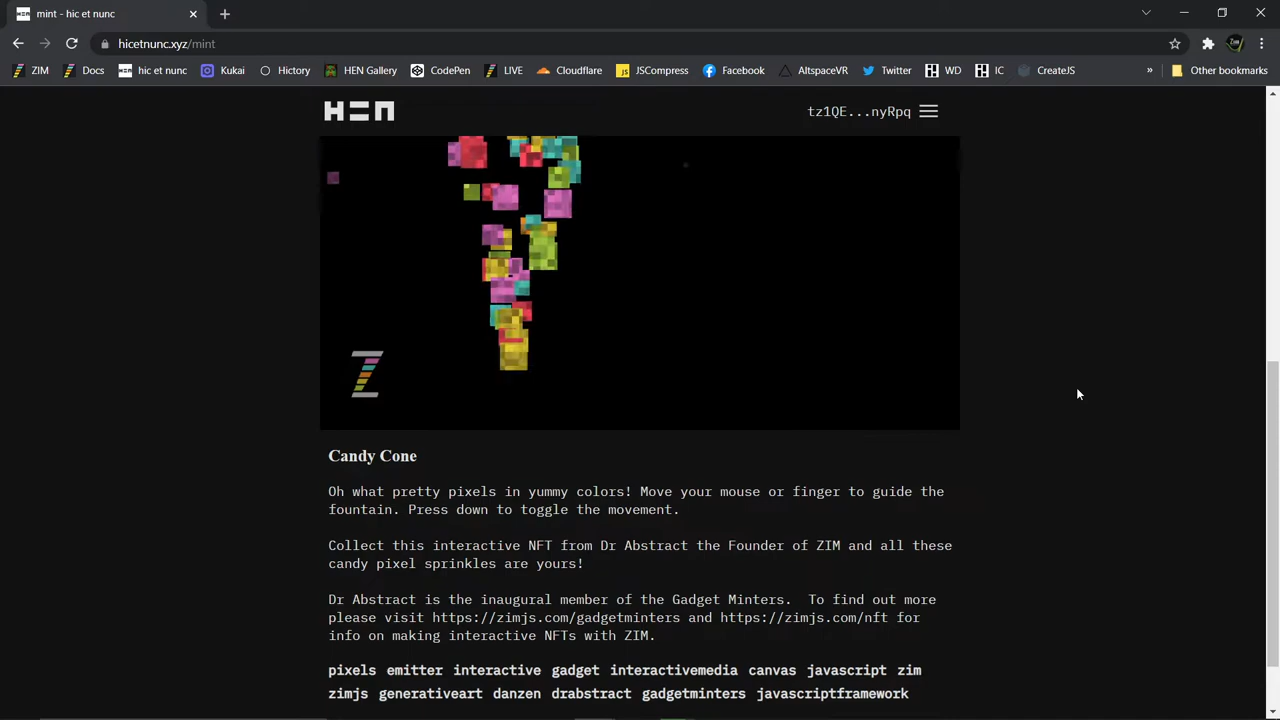 mint - hic et nunc
hicetnunc.xyz/mint
ZIM Docs hic et nunc Kukai Hictory HEN Gallery CodePen LIVE Cloudflare JSCompress Facebook AltspaceVR Twitter WD IC CreateJS » Other bookmarks
HEN tz1QE...nyRpq
Z
Candy Cone
Oh what pretty pixels in yummy colors! Move your mouse or finger to guide the
fountain. Press down to toggle the movement.
Collect this interactive NFT from Dr Abstract the Founder of ZIM and all these
candy pixel sprinkles are yours!
Dr Abstract is the inaugural member of the Gadget Minters. To find out more
please visit https://zimjs.com/gadgetminters and https://zimjs.com/nft for
info on making interactive NFTs with ZIM.
pixels emitter interactive gadget interactivemedia canvas javascript zim
zimjs generativeart danzen drabstract gadgetminters javascriptframework